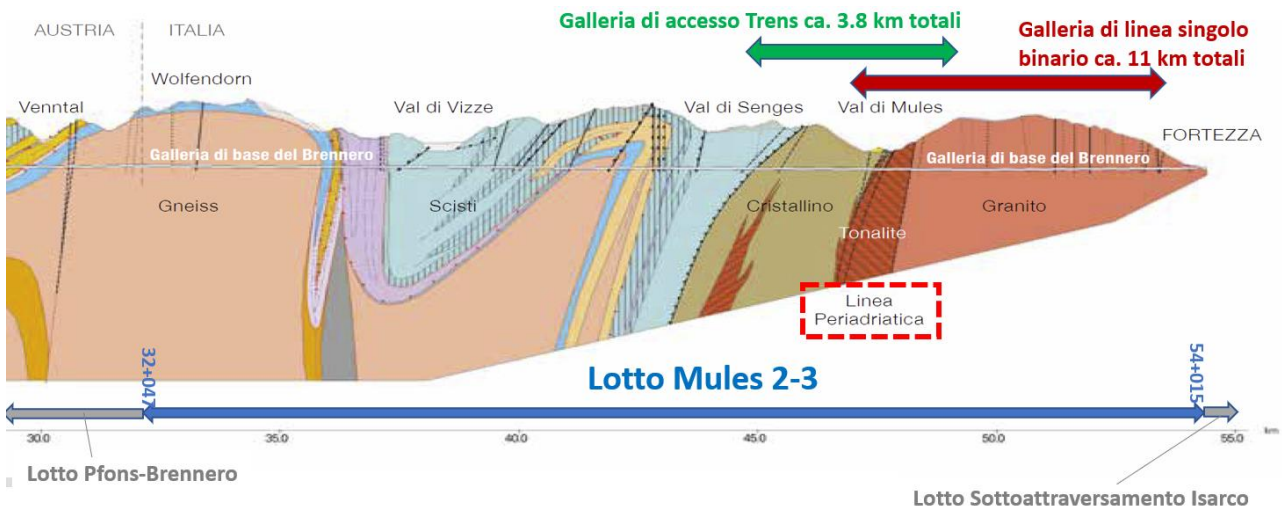 Galleria di accesso Trens ca. 3.8 km totali
Galleria di linea singolo
binario ca. 11 km totali
AUSTRIA
ITALIA
Wolfendorn
Venntal
Val di Vizze
Val di Senges
Val di Mules
FORTEZZA
Galleria di base del Brennero
Galleria di base del Brennero
Gneiss
Scisti
Cristallino
Granito
Tonalite
Linea
Periadriatica
32+047
Lotto Mules 2-3
54+015
30.0
35.0
40.0
45.0
50.0
55.0
km
Lotto Pfons-Brennero
Lotto Sottoattraversamento Isarco